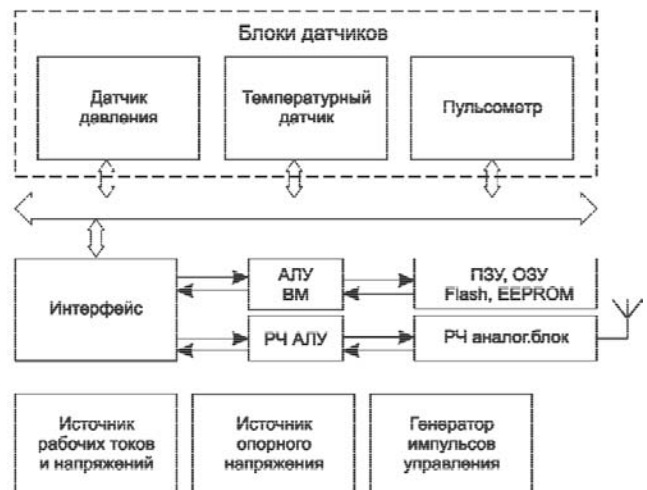 Блоки датчиков
Датчик
давления
Температурный
датчик
Пульсометр
Интерфейс
АЛУ
ВМ
ПЗУ, ОЗУ
Flash, EEPROM
РЧ АЛУ
РЧ аналог.блок
Источник
рабочих токов
и напряжений
Источник
опорного
напряжения
Генератор
импульсов
управления